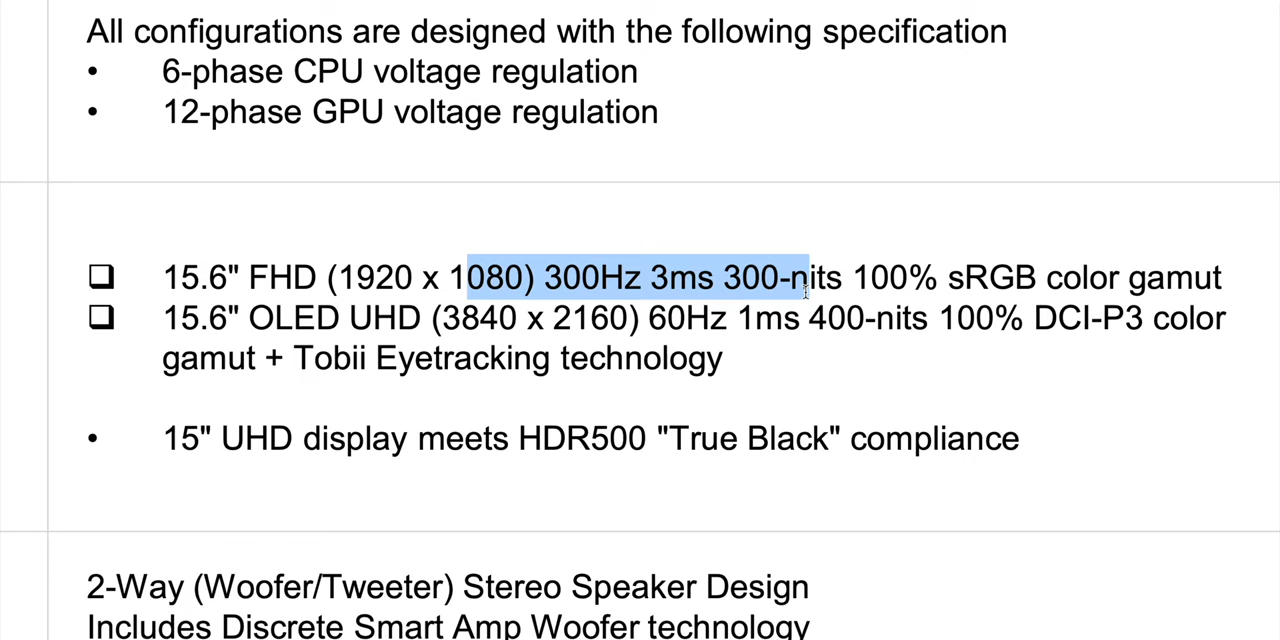 All configurations are designed with the following specification
• 6-phase CPU voltage regulation
• 12-phase GPU voltage regulation
❑ 15.6" FHD (1920 x 1080) 300Hz 3ms 300-nits 100% sRGB color gamut
❑ 15.6" OLED UHD (3840 x 2160) 60Hz 1ms 400-nits 100% DCI-P3 color
gamut + Tobii Eyetracking technology
• 15" UHD display meets HDR500 "True Black" compliance
2-Way (Woofer/Tweeter) Stereo Speaker Design
Includes Discrete Smart Amp Woofer technology